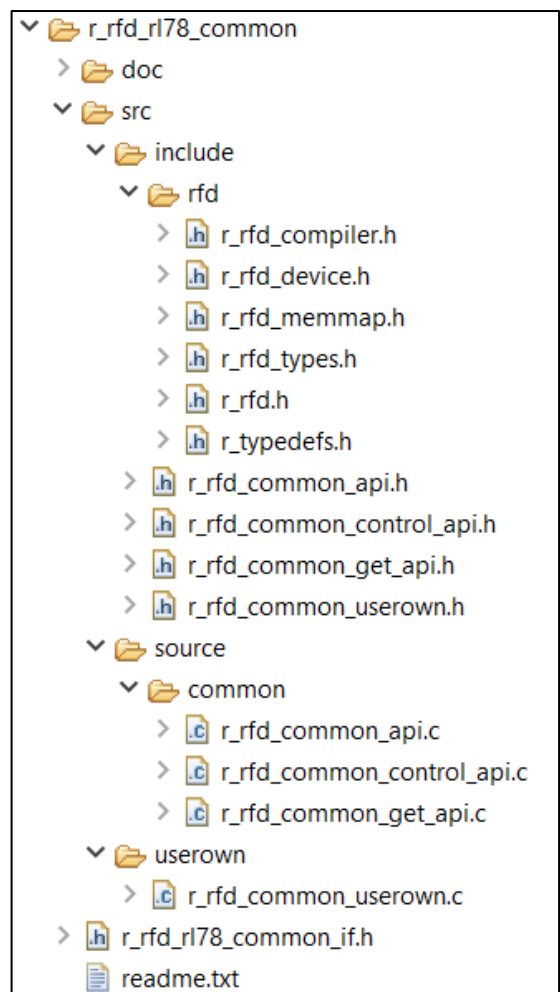 r_rfd_rl78_common
doc
src
include
rfd
r_rfd_compiler.h
r_rfd_device.h
r_rfd_memmap.h
r_rfd_types.h
r_rfd.h
r_typedefs.h
r_rfd_common_api.h
r_rfd_common_control_api.h
r_rfd_common_get_api.h
r_rfd_common_userown.h
source
common
r_rfd_common_api.c
r_rfd_common_control_api.c
r_rfd_common_get_api.c
userown
r_rfd_common_userown.c
r_rfd_rl78_common_if.h
readme.txt